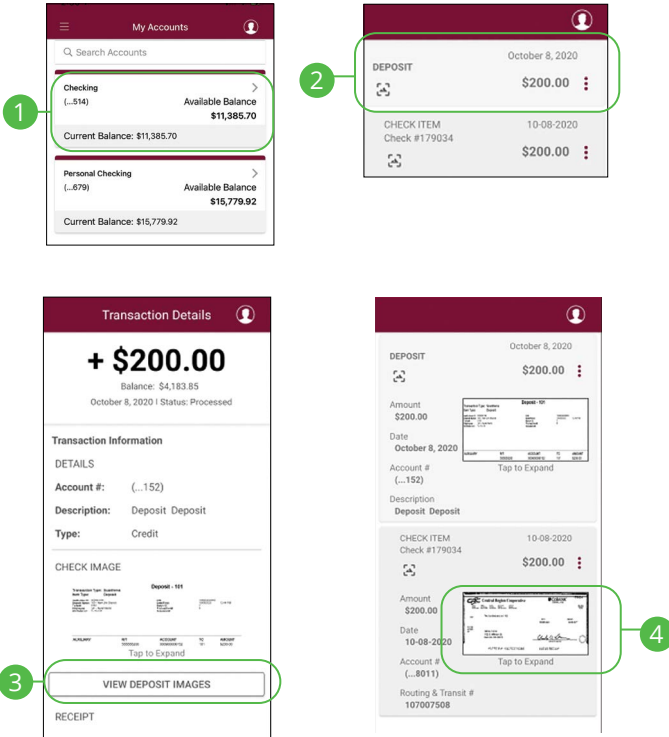 My Accounts
Search Accounts
Checking
(...514)
Available Balance
$11,385.70
Current Balance: $11,385.70
Personal Checking
(...679)
Available Balance
$15,779.92
Current Balance: $15,779.92
1
October 8, 2020
DEPOSIT
$200.00
CHECK ITEM
10-08-2020
Check #179034
$200.00
2
Transaction Details
+ $200.00
Balance: $4,183.85
October 8, 2020 I Status: Processed
Transaction Information
DETAILS
Account #: (...152)
Description: Deposit Deposit
Type: Credit
CHECK IMAGE
Deposit - 101
Tap to Expand
VIEW DEPOSIT IMAGES
RECEIPT
3
October 8, 2020
DEPOSIT
$200.00
Amount
$200.00
Date
October 8, 2020
Account #
(...152)
Description
Deposit Deposit
Deposit - 101
Tap to Expand
CHECK ITEM
10-08-2020
Check #179034
$200.00
Amount
$200.00
Date
10-08-2020
Account #
(...8011)
Routing & Transit #
107007508
Central Region Cooperative
COBANK
Tap to Expand
4